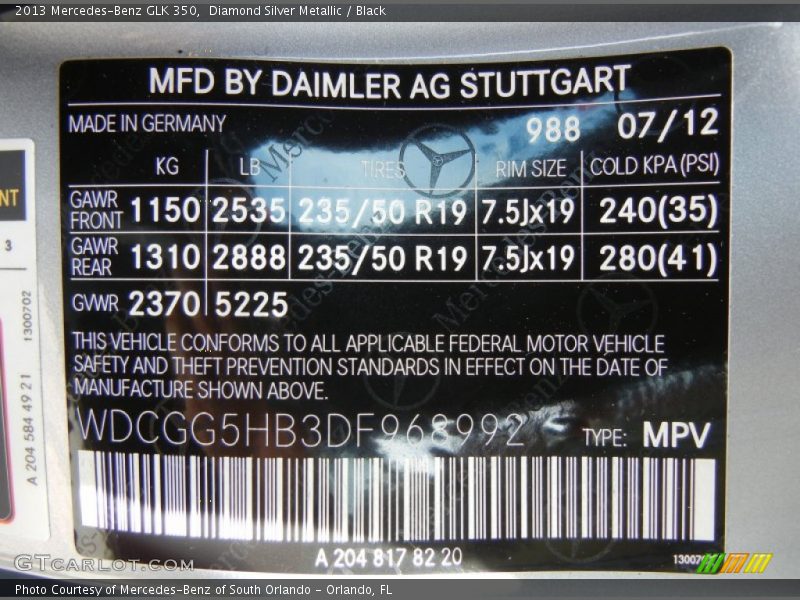 2013 Mercedes-Benz GLK 350, Diamond Silver Metallic / Black
MFD BY DAIMLER AG STUTTGART
MADE IN GERMANY 988 07/12
KG LB TIRES RIM SIZE COLD KPA (PSI)
GAWR FRONT 1150 2535 235/50 R19 7.5Jx19 240(35)
GAWR REAR 1310 2888 235/50 R19 7.5Jx19 280(41)
GVWR 2370 5225
THIS VEHICLE CONFORMS TO ALL APPLICABLE FEDERAL MOTOR VEHICLE
SAFETY AND THEFT PREVENTION STANDARDS IN EFFECT ON THE DATE OF
MANUFACTURE SHOWN ABOVE.
WDCGG5HB3DF968992 TYPE: MPV
A 204 817 82 20
NT
3
1300702
A 204 584 49 21
GTCARLOT.COM
Photo Courtesy of Mercedes-Benz of South Orlando - Orlando, FL